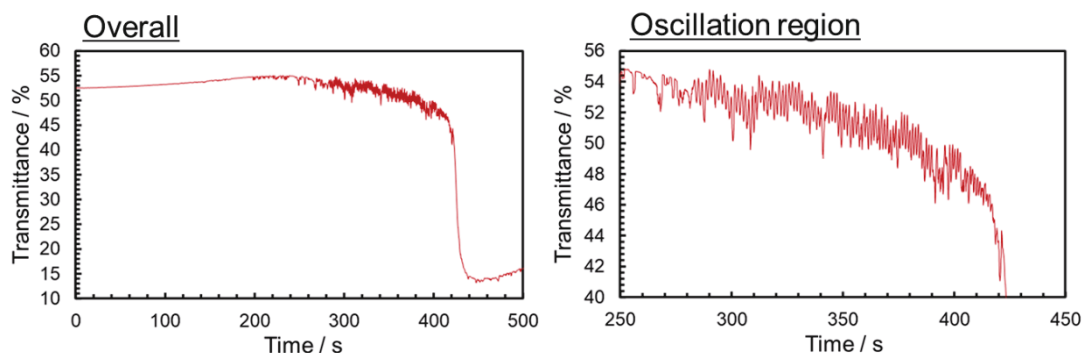 Overall
60
55
50
45
40
35
30
25
20
15
10
Transmittance / %
0 100 200 300 400 500
Time / s
Oscillation region
56
54
52
50
48
46
44
42
40
Transmittance / %
250 300 350 400 450
Time / s